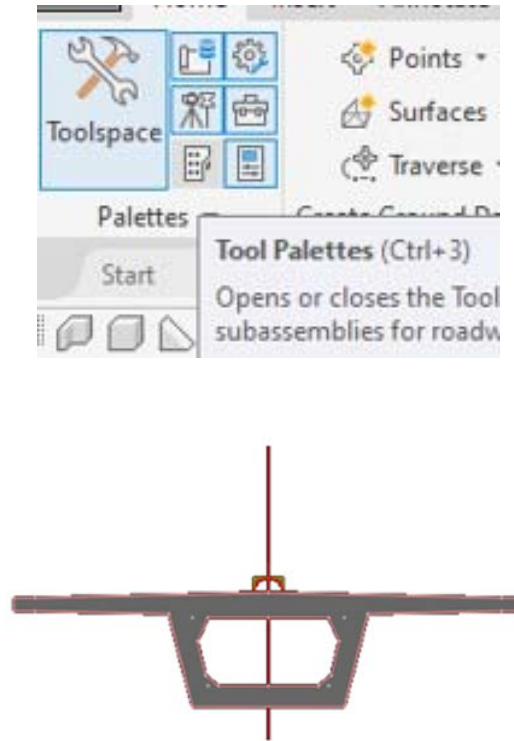 Points
Toolspace
Surfaces
Traverse
Palettes
Tool Palettes (Ctrl+3)
Start
Opens or closes the Tool
subassemblies for roadw